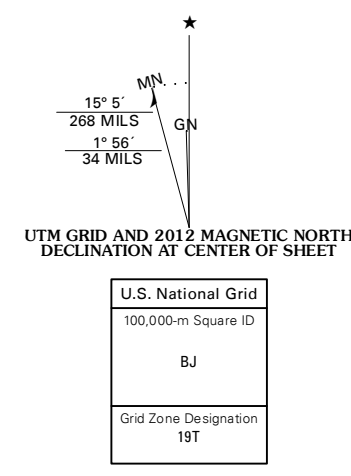 ★
MN
15° 5´
268 MILS
GN
1° 56´
34 MILS
UTM GRID AND 2012 MAGNETIC NORTH
DECLINATION AT CENTER OF SHEET
U.S. National Grid
100,000-m Square ID
BJ
Grid Zone Designation
19T